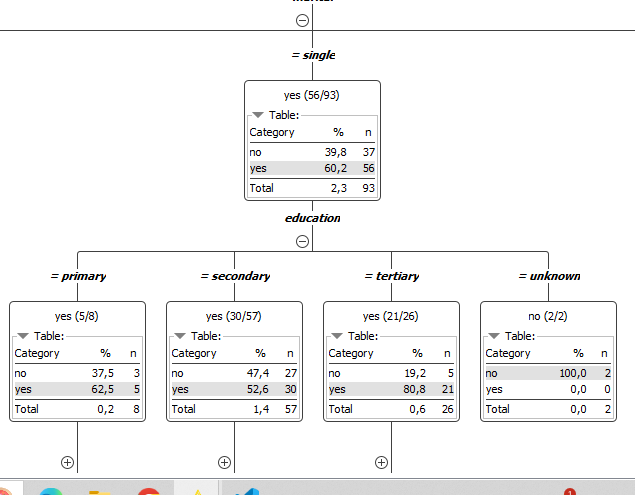 = single
yes (56/93)
Table:
Category % n
no 39,8 37
yes 60,2 56
Total 2,3 93
education
= primary
= secondary
= tertiary
= unknown
yes (5/8)
Table:
Category % n
no 37,5 3
yes 62,5 5
Total 0,2 8
yes (30/57)
Table:
Category % n
no 47,4 27
yes 52,6 30
Total 1,4 57
yes (21/26)
Table:
Category % n
no 19,2 5
yes 80,8 21
Total 0,6 26
no (2/2)
Table:
Category % n
no 100,0 2
yes 0,0 0
Total 0,0 2